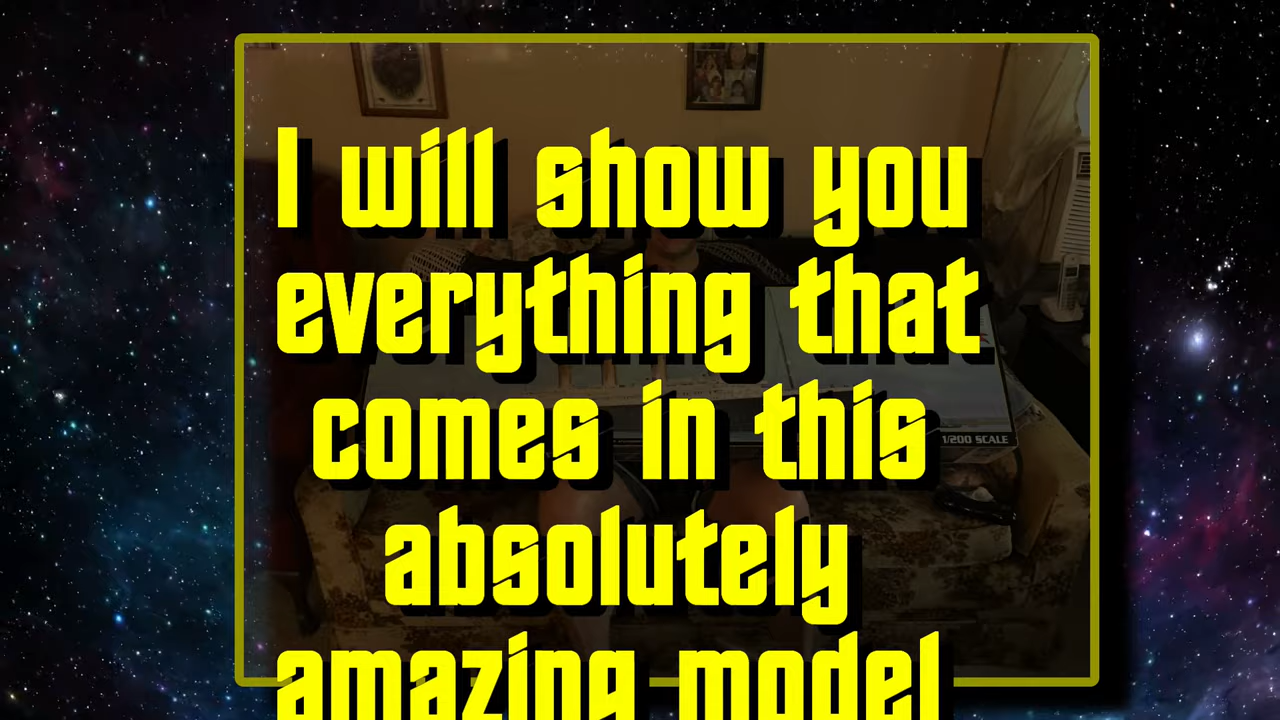 I will show you
everything that
comes in this
absolutely
amazing model
1/200 SCALE